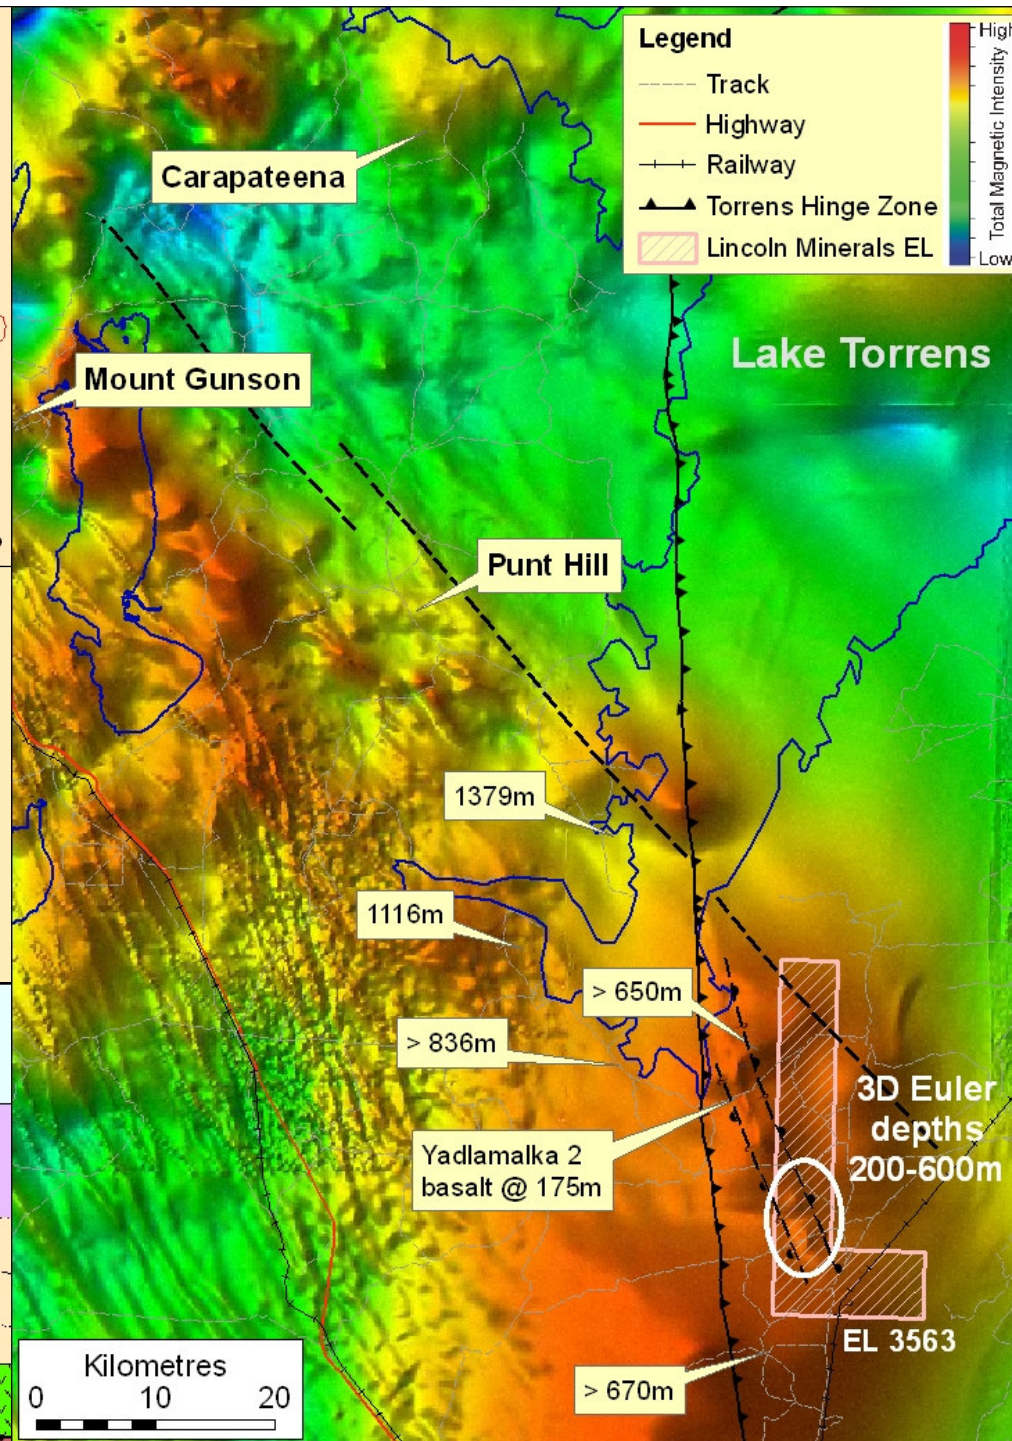 Legend
Track
Highway
Railway
Torrens Hinge Zone
Lincoln Minerals EL
High
Total Magnetic Intensity
Low
Carapateena
Lake Torrens
Mount Gunson
Punt Hill
1379m
1116m
> 650m
> 836m
3D Euler
depths
200-600m
Yadlamalka 2
basalt @ 175m
EL 3563
> 670m
Kilometres
0 10 20